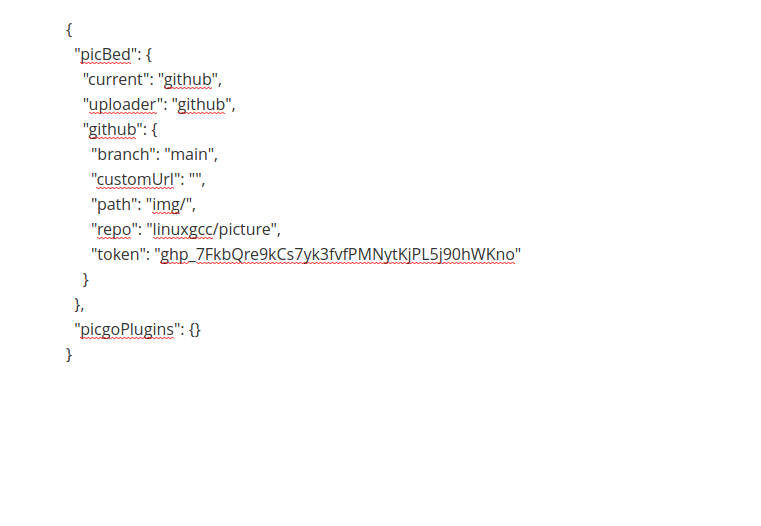 {
"picBed": {
"current": "github",
"uploader": "github",
"github": {
"branch": "main",
"customUrl": "",
"path": "img/",
"repo": "linuxgcc/picture",
"token": "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"
}
},
"picgoPlugins": {}
}